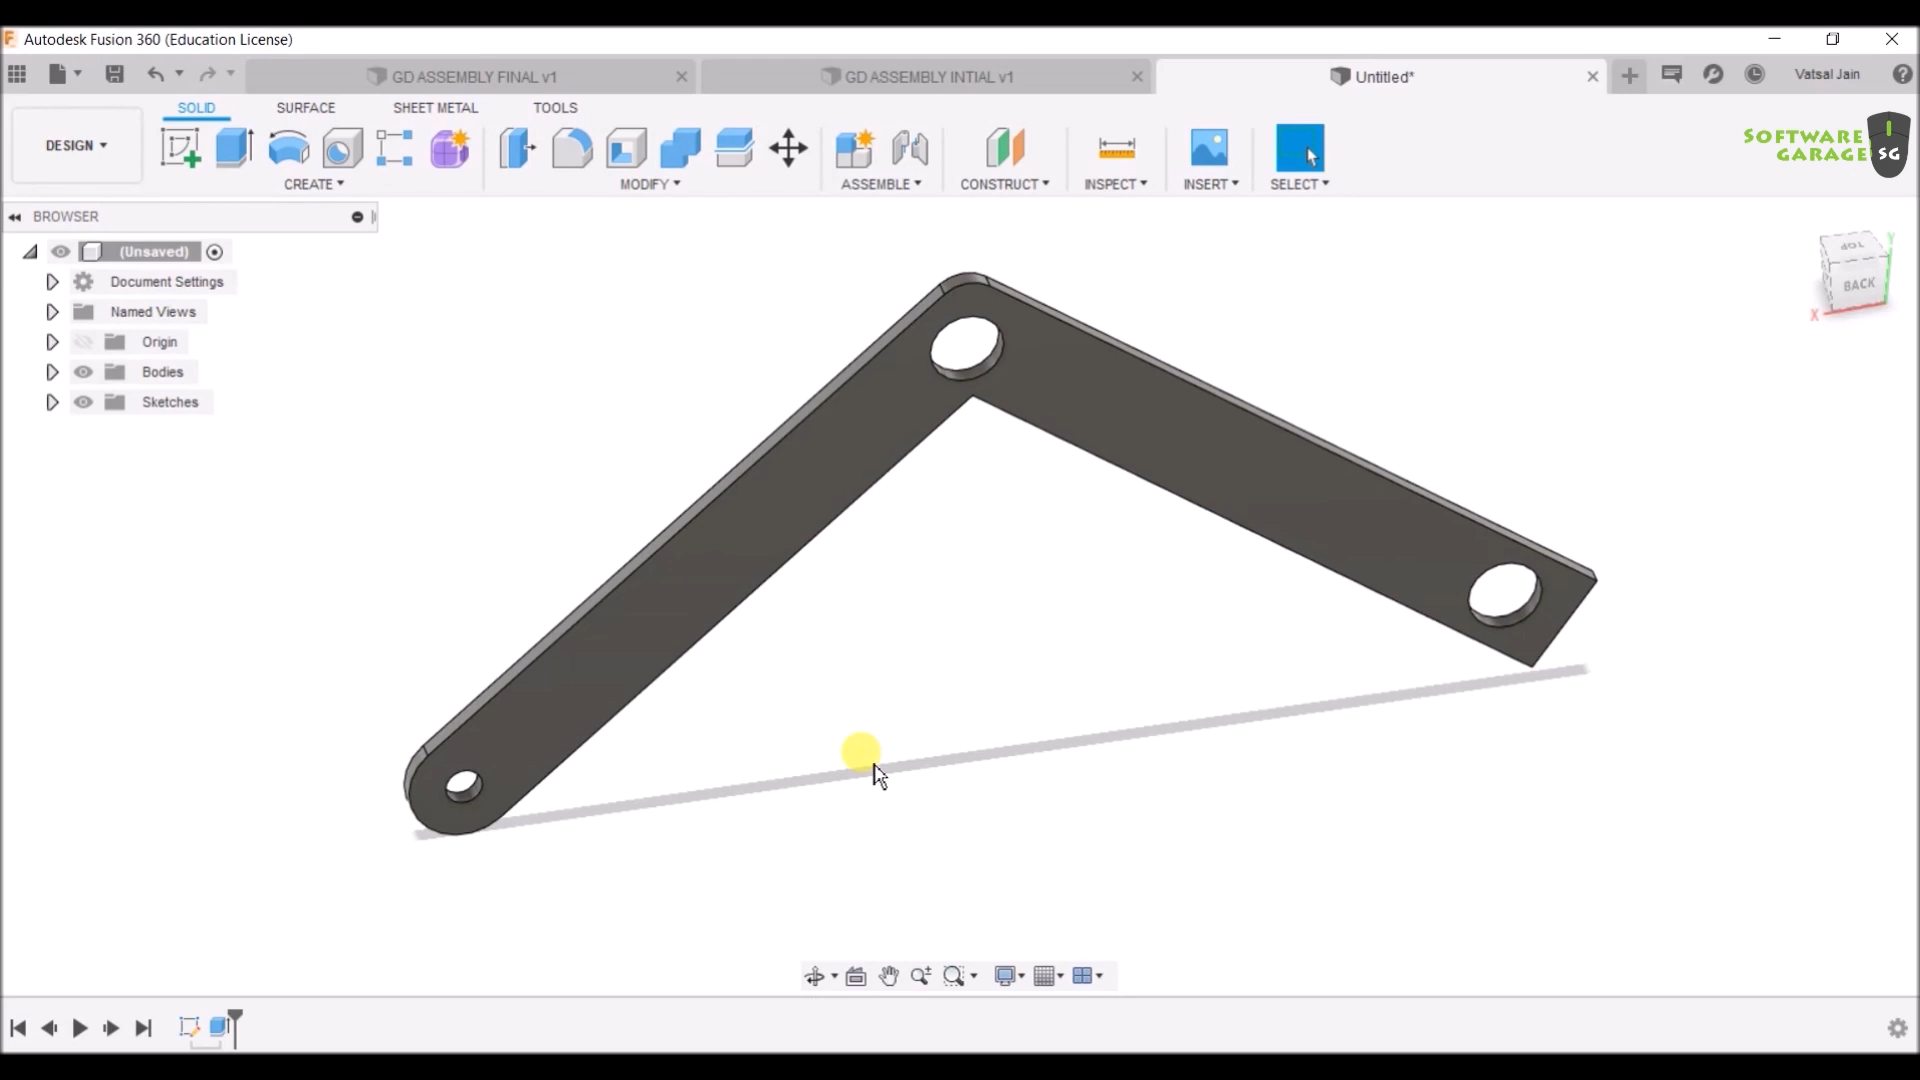 Autodesk Fusion 360 (Education License)
GD ASSEMBLY FINAL v1
GD ASSEMBLY INTIAL v1
Untitled*
Vatsal Jain
DESIGN
SOLID
SURFACE
SHEET METAL
TOOLS
CREATE
MODIFY
ASSEMBLE
CONSTRUCT
INSPECT
INSERT
SELECT
SOFTWARE
GARAGE SG
BROWSER
(Unsaved)
Document Settings
Named Views
Origin
Bodies
Sketches
TOP
BACK
X
Y